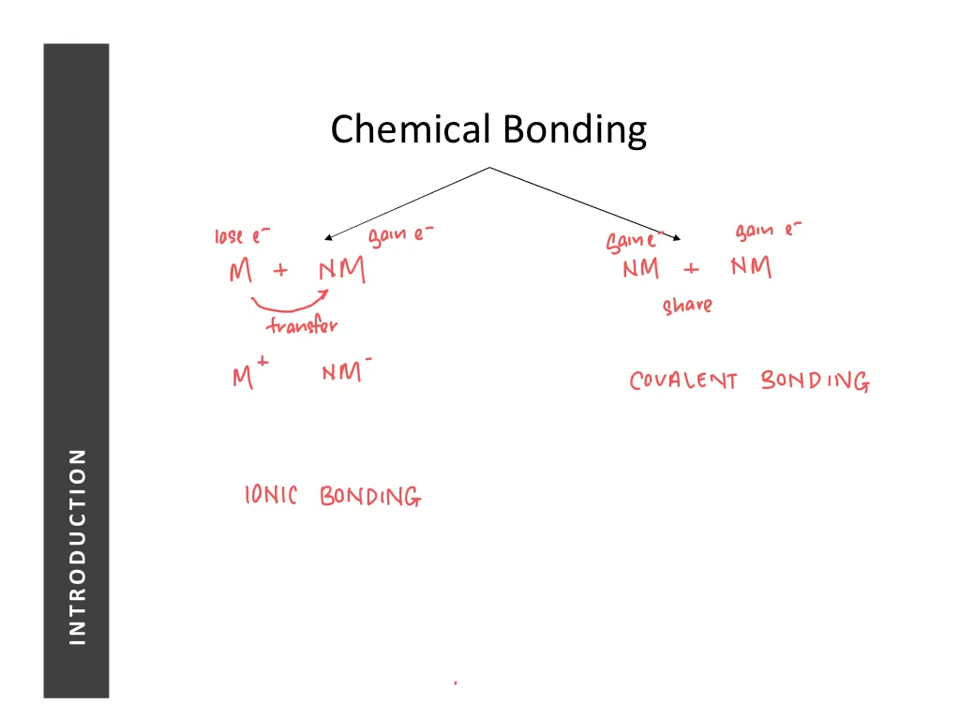 Chemical Bonding
lose e⁻ gain e⁻
M + NM
transfer
M⁺ NM⁻
IONIC BONDING
gain e⁻ gain e⁻
NM + NM
share
COVALENT BONDING
INTRODUCTION